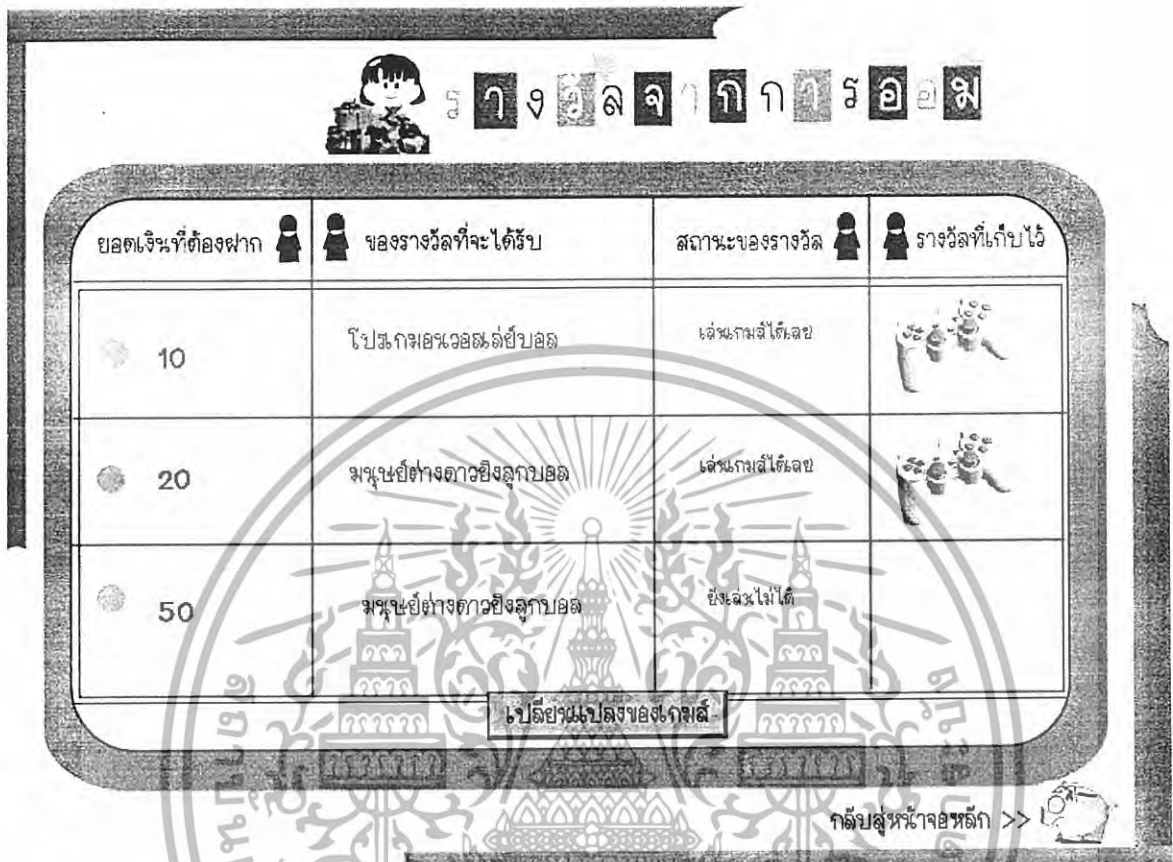 รางวัลจากการออม
ยอดเงินที่ต้องฝาก ของรางวัลที่จะได้รับ สถานะของรางวัล รางวัลที่เก็บไว้
10 โปเกมอนวอลเล่ย์บอล เล่นเกมส์ได้เลย
20 มนุษย์ต่างดาวยิงลูกบอล เล่นเกมส์ได้เลย
50 มนุษย์ต่างดาวยิงลูกบอล ยังเล่นไม่ได้
เปลี่ยนแปลงของเกมส์
กลับสู่หน้าจอหลัก >>